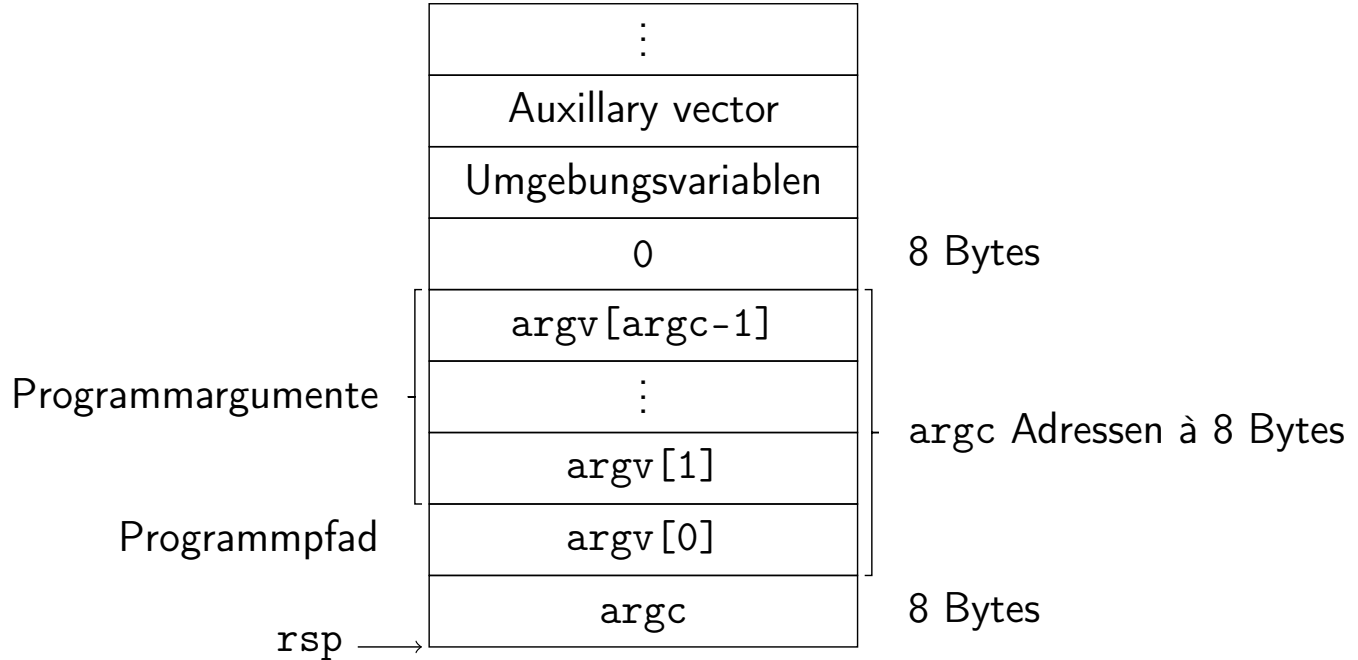 ⋮
Auxillary vector
Umgebungsvariablen
0 8 Bytes
argv[argc-1]
Programmargumente ⋮ argc Adressen à 8 Bytes
argv[1]
Programmpfad argv[0]
argc 8 Bytes
rsp